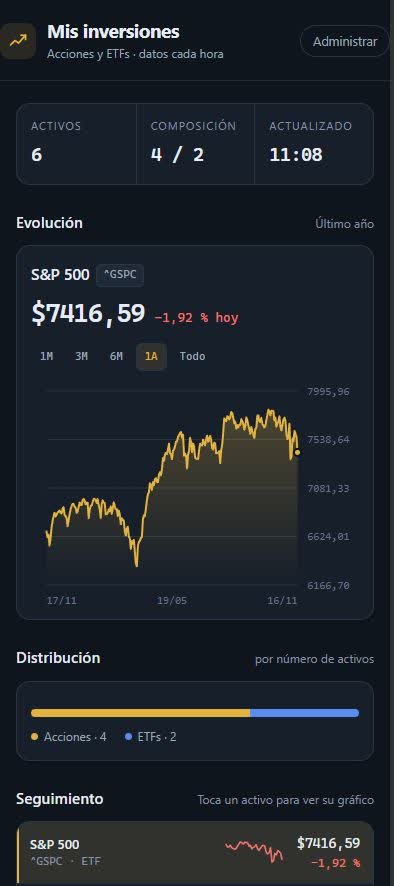 Mis inversiones
Acciones y ETFs · datos cada hora
Administrar
ACTIVOS
6
COMPOSICIÓN
4 / 2
ACTUALIZADO
11:08
Evolución
Último año
S&P 500 ^GSPC
$7416,59 −1,92 % hoy
1M 3M 6M 1A Todo
7995,96
7538,64
7081,33
6624,01
6166,70
17/11 19/05 16/11
Distribución
por número de activos
Acciones · 4 ETFs · 2
Seguimiento
Toca un activo para ver su gráfico
S&P 500
^GSPC · ETF
$7416,59
−1,92 %